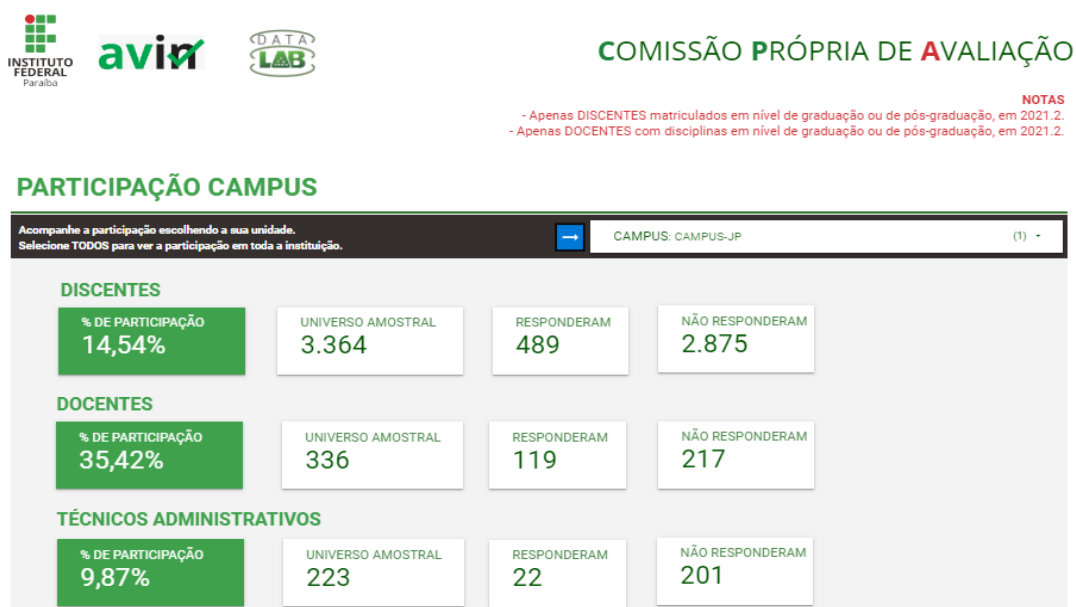 INSTITUTO
FEDERAL
Paraíba
avin
DATA
LAB
COMISSÃO PRÓPRIA DE AVALIAÇÃO
NOTAS
- Apenas DISCENTES matriculados em nível de graduação ou de pós-graduação, em 2021.2.
- Apenas DOCENTES com disciplinas em nível de graduação ou de pós-graduação, em 2021.2.
PARTICIPAÇÃO CAMPUS
Acompanhe a participação escolhendo a sua unidade.
Selecione TODOS para ver a participação em toda a instituição.
→
CAMPUS: CAMPUS-JP (1)
DISCENTES
% DE PARTICIPAÇÃO UNIVERSO AMOSTRAL RESPONDERAM NÃO RESPONDERAM
14,54% 3.364 489 2.875
DOCENTES
% DE PARTICIPAÇÃO UNIVERSO AMOSTRAL RESPONDERAM NÃO RESPONDERAM
35,42% 336 119 217
TÉCNICOS ADMINISTRATIVOS
% DE PARTICIPAÇÃO UNIVERSO AMOSTRAL RESPONDERAM NÃO RESPONDERAM
9,87% 223 22 201